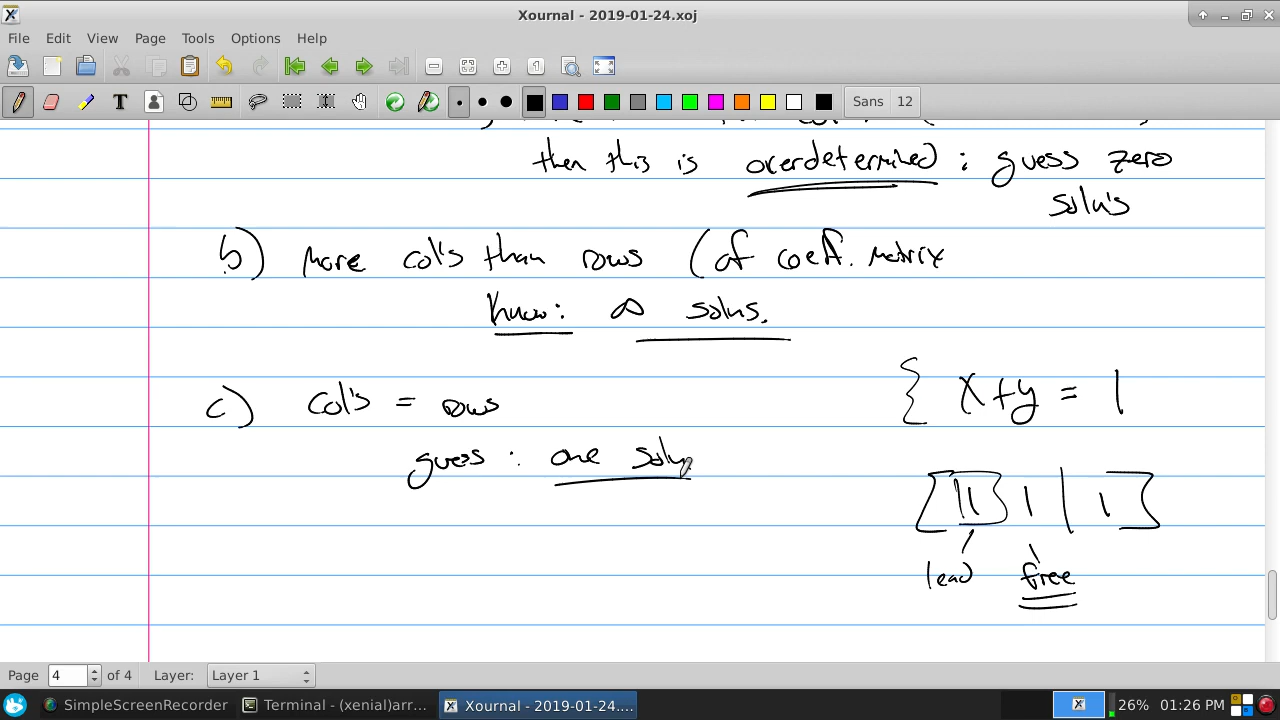 Xournal - 2019-01-24.xoj
File Edit View Page Tools Options Help
Sans 12
then this is overdetermined : guess zero
soln's
b) more col's than rows (of coeff. matrix
know: ∞ solns.
c) col's = rows
{ x+y = 1
guess : one soln
[ 1 1 | 1 ]
lead free
Page 4 of 4 Layer: Layer 1
SimpleScreenRecorder Terminal - (xenial)arr... Xournal - 2019-01-24.... 26% 01:26 PM